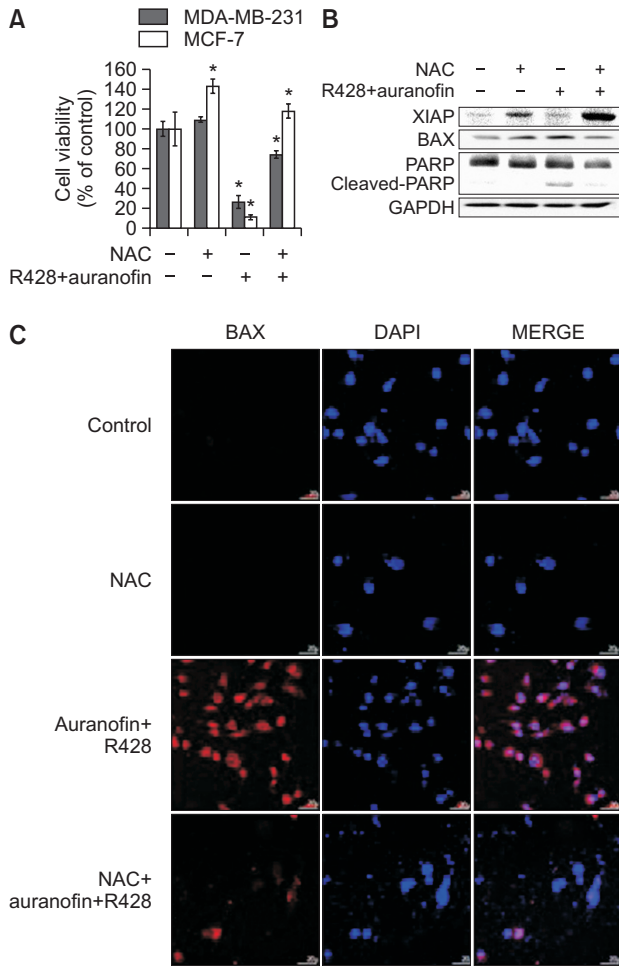 A
MDA-MB-231
MCF-7
Cell viability
(% of control)
160
140
120
100
80
60
40
20
0
* * * * *
NAC − + − +
R428+auranofin − − + +
B
NAC − + − +
R428+auranofin − − + +
XIAP
BAX
PARP
Cleaved-PARP
GAPDH
C
BAX DAPI MERGE
Control
NAC
Auranofin+
R428
NAC+
auranofin+R428